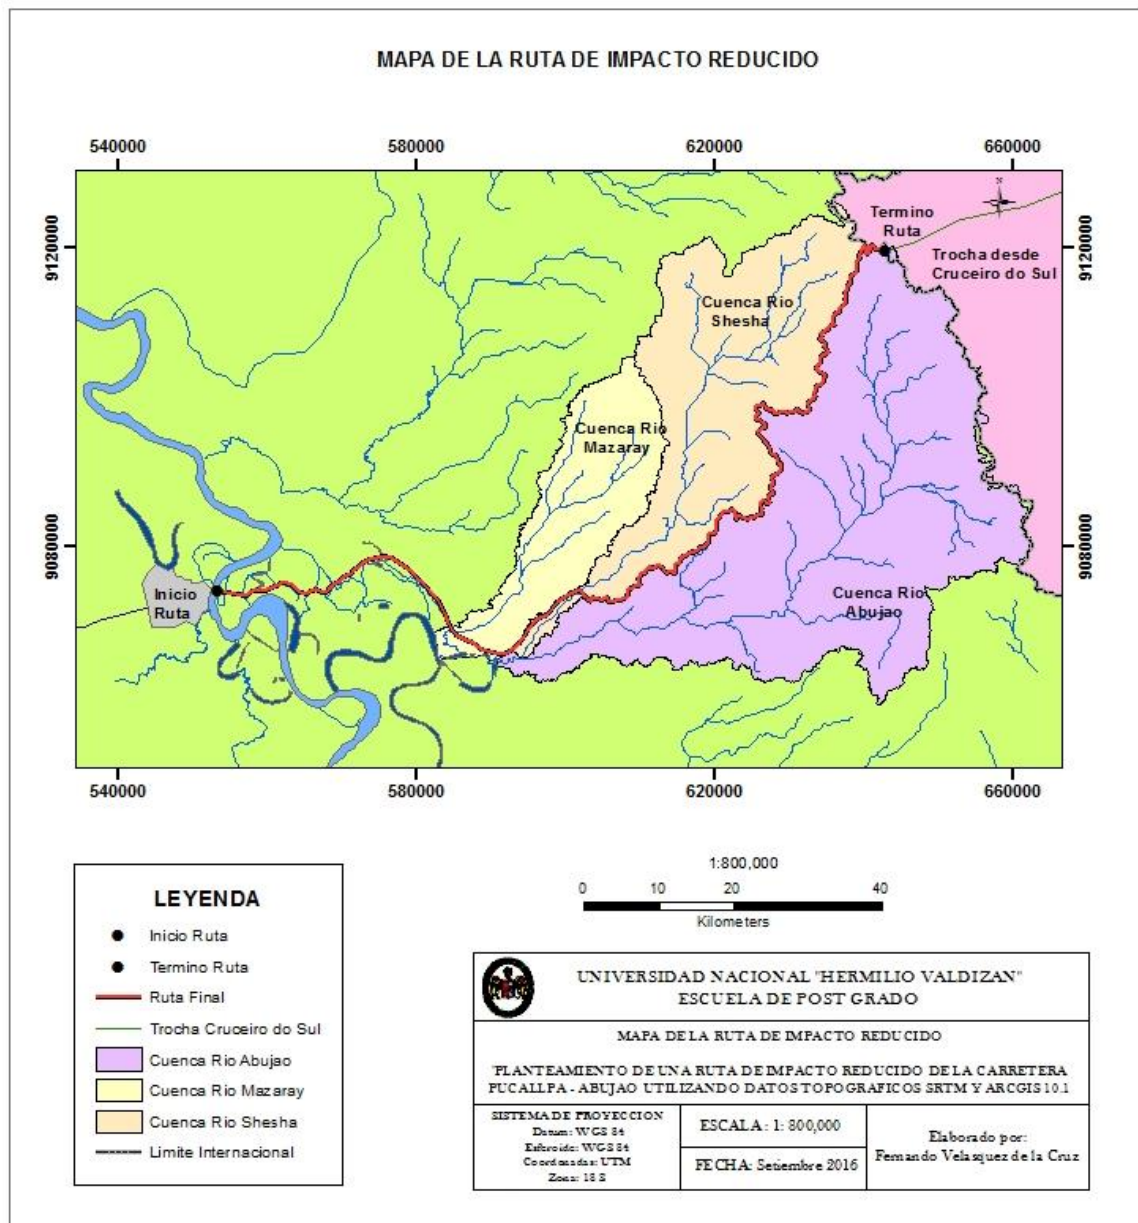 MAPA DE LA RUTA DE IMPACTO REDUCIDO
540000 580000 620000 660000
9120000 9120000
9080000 9080000
N
Termino
Ruta
Trocha desde
Cruceiro do Sul
Cuenca Rio
Shesha
Cuenca Rio
Mazaray
Cuenca Rio
Abujao
Inicio
Ruta
540000 580000 620000 660000
LEYENDA
Inicio Ruta
Termino Ruta
Ruta Final
Trocha Cruceiro do Sul
Cuenca Rio Abujao
Cuenca Rio Mazaray
Cuenca Rio Shesha
Limite Internacional
1:800,000
0 10 20 40
Kilometers
UNIVERSIDAD NACIONAL "HERMILIO VALDIZAN"
ESCUELA DE POST GRADO
MAPA DE LA RUTA DE IMPACTO REDUCIDO
PLANTEAMIENTO DE UNA RUTA DE IMPACTO REDUCIDO DE LA CARRETERA
PUCALLPA - ABUJAO UTILIZANDO DATOS TOPOGRAFICOS SRTM Y ARCGIS 10.1
SISTEMA DE PROYECCION
Datum: WGS 84
Esferoide: WGS 84
Coordenadas: UTM
Zona: 18 S
ESCALA : 1: 800,000
FECHA: Setiembre 2016
Elaborado por:
Fernando Velasquez de la Cruz